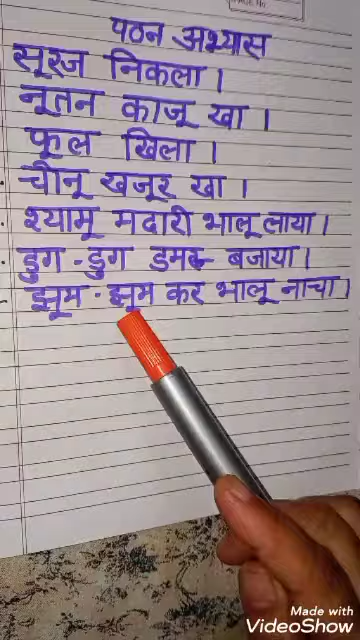 पठन अभ्यास
सूरज निकला।
नूतन काजू खा।
फूल खिला।
चीनू खजूर खा।
श्यामू मदारी भालू लाया।
डुग - डुग डमरू बजाया।
झूम - झूम कर भालू नाचा।
Made with
VideoShow